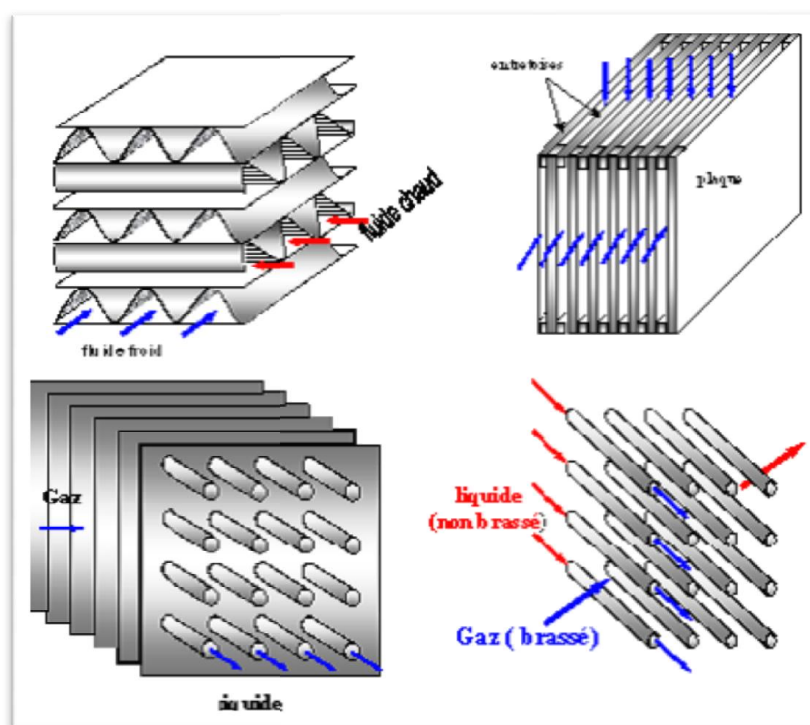 entretoises
plaque
fluide chaud
fluide froid
Gaz
liquide
liquide
(non brassé)
Gaz ( brassé)